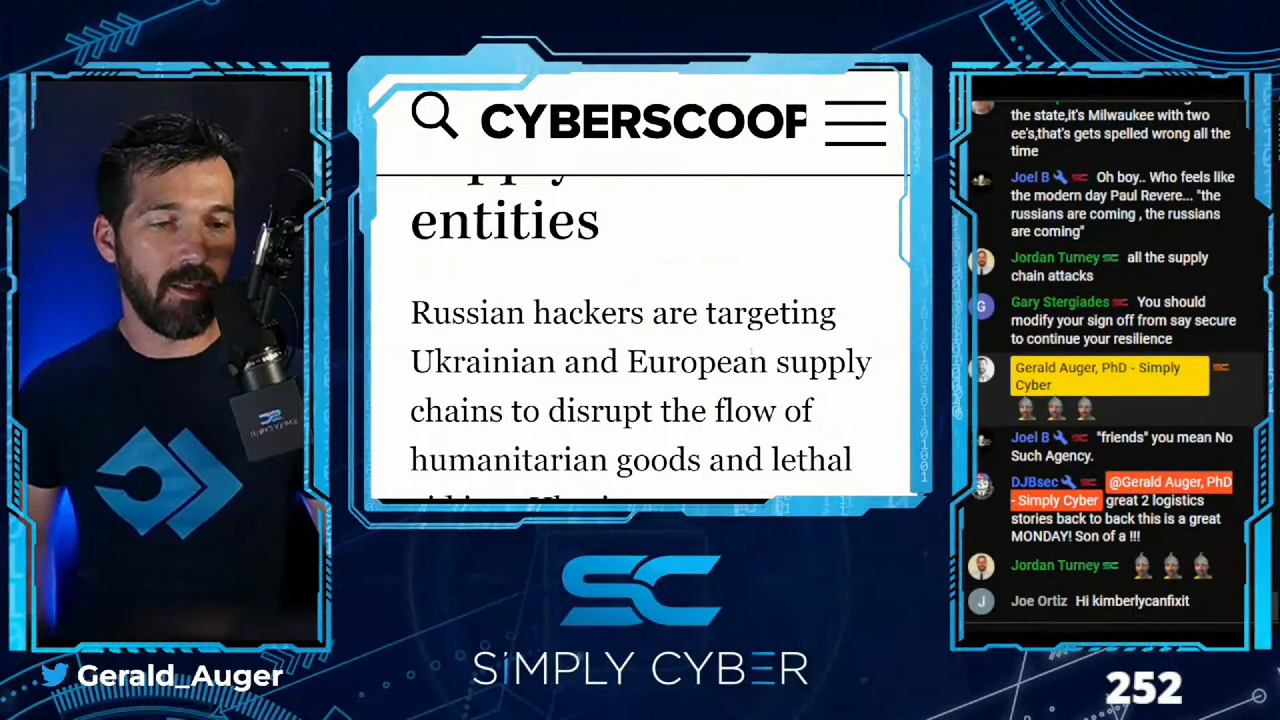 CYBERSCOOP
entities
Russian hackers are targeting
Ukrainian and European supply
chains to disrupt the flow of
humanitarian goods and lethal
SIMPLY CYBER
SC
SIMPLY CYBER
Gerald_Auger
the state,it's Milwaukee with two
ee's,that's gets spelled wrong all the
time
Joel B Oh boy.. Who feels like
the modern day Paul Revere... "the
russians are coming , the russians
are coming"
Jordan Turney all the supply
chain attacks
G Gary Stergiades You should
modify your sign off from say secure
to continue your resilience
Gerald Auger, PhD - Simply
Cyber
Joel B "friends" you mean No
Such Agency.
DJBsec @Gerald Auger, PhD
- Simply Cyber great 2 logistics
stories back to back this is a great
MONDAY! Son of a !!!
Jordan Turney
J Joe Ortiz Hi kimberlycanfixit
252